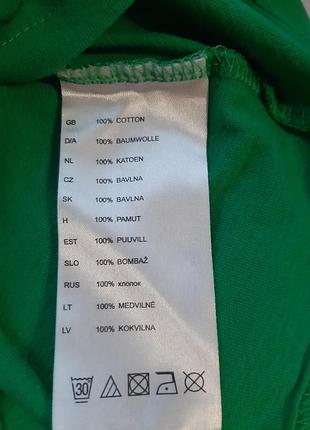 GB 100% COTTON
D/A 100% BAUMWOLLE
NL 100% KATOEN
CZ 100% BAVLNA
SK 100% BAVLNA
H 100% PAMUT
EST 100% PUUVILL
SLO 100% BOMBAŽ
RUS 100% хлопок
LT 100% MEDVILNĖ
LV 100% KOKVILNA
30